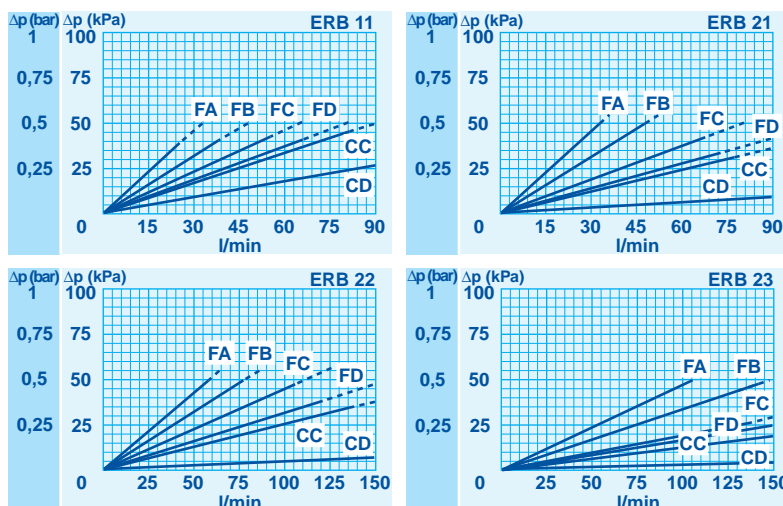 Δp (bar) Δp (kPa) ERB 11
1 100
0,75 75
0,5 50
0,25 25
0
FA FB FC FD
CC
CD
15 30 45 60 75 90
l/min
Δp (bar) Δp (kPa) ERB 21
1 100
0,75 75
0,5 50
0,25 25
0
FA FB FC FD
CC
CD
15 30 45 60 75 90
l/min
Δp (bar) Δp (kPa) ERB 22
1 100
0,75 75
0,5 50
0,25 25
0
FA FB FC FD
CC CD
25 50 75 100 125 150
l/min
Δp (bar) Δp (kPa) ERB 23
1 100
0,75 75
0,5 50
0,25 25
0
FA FB
FC
FD
CC
CD
25 50 75 100 125 150
l/min